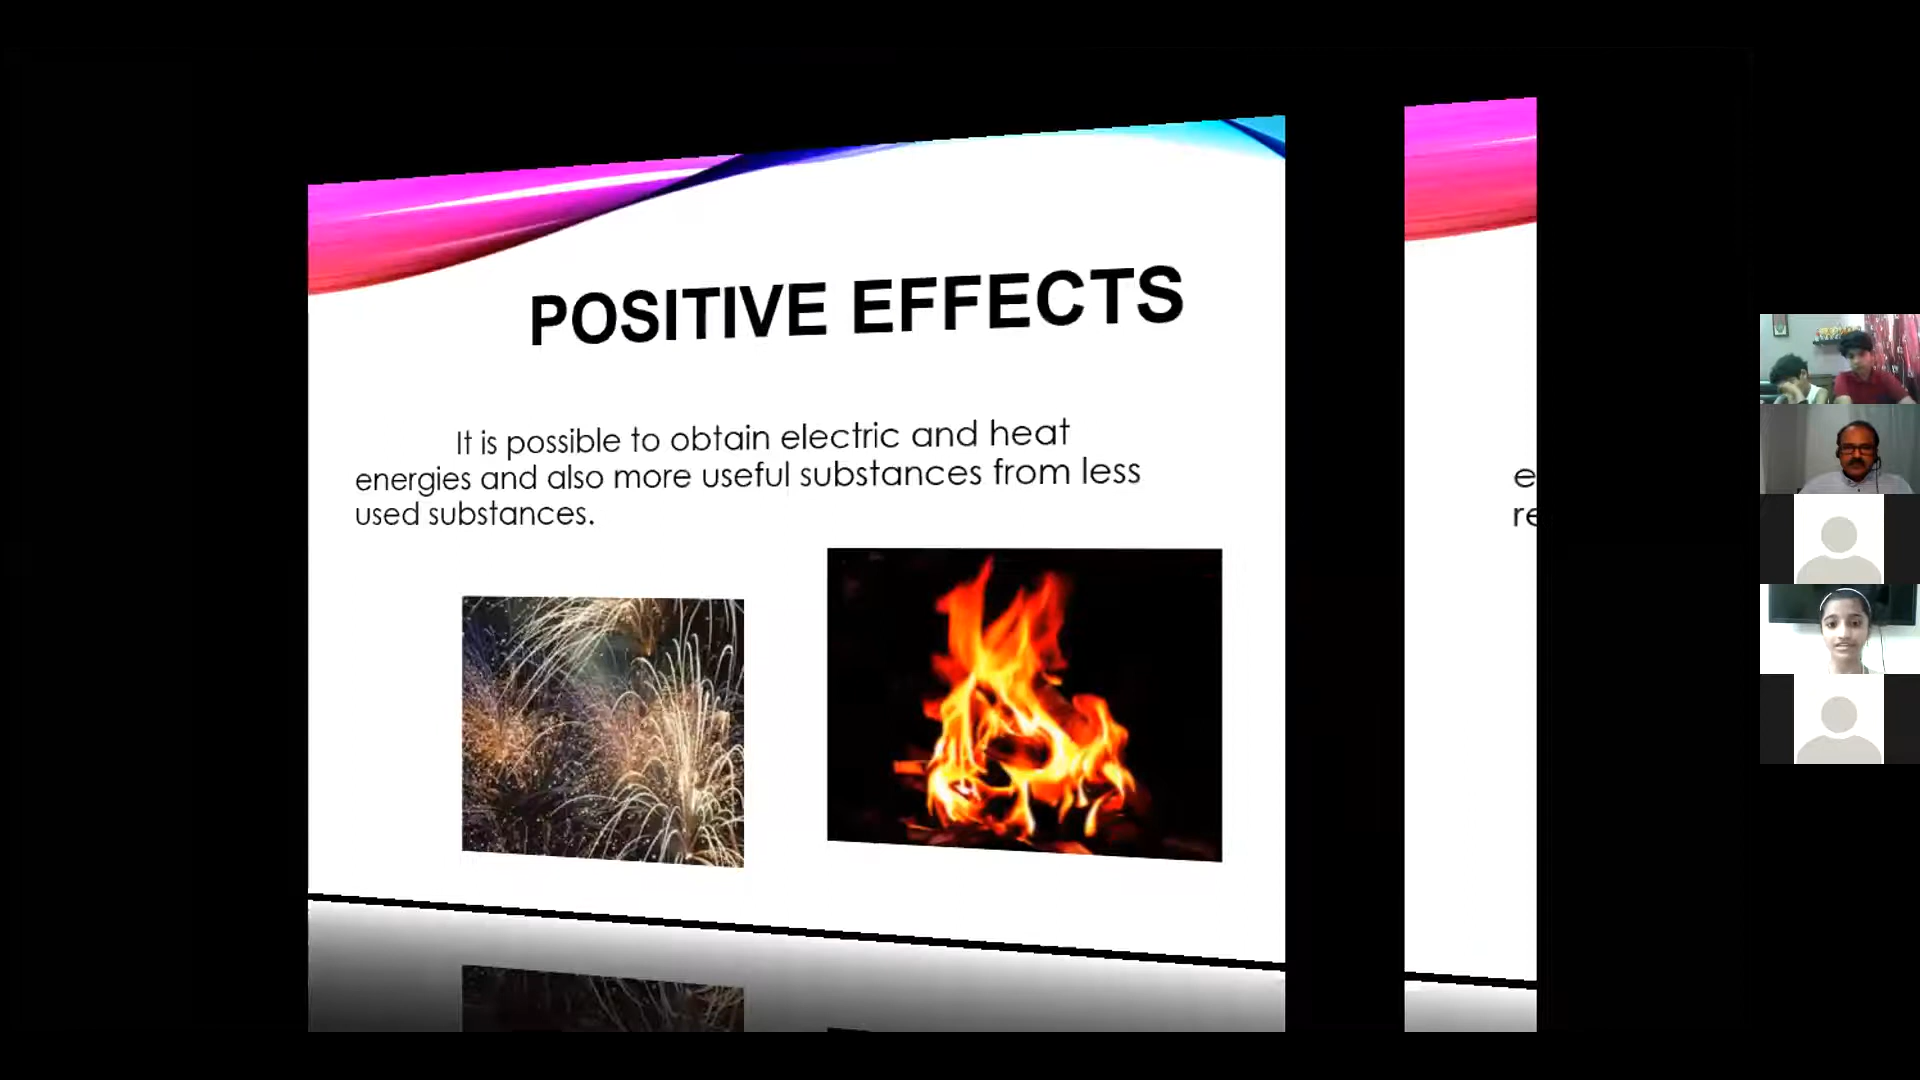 POSITIVE EFFECTS
It is possible to obtain electric and heat
energies and also more useful substances from less
used substances.
e
re